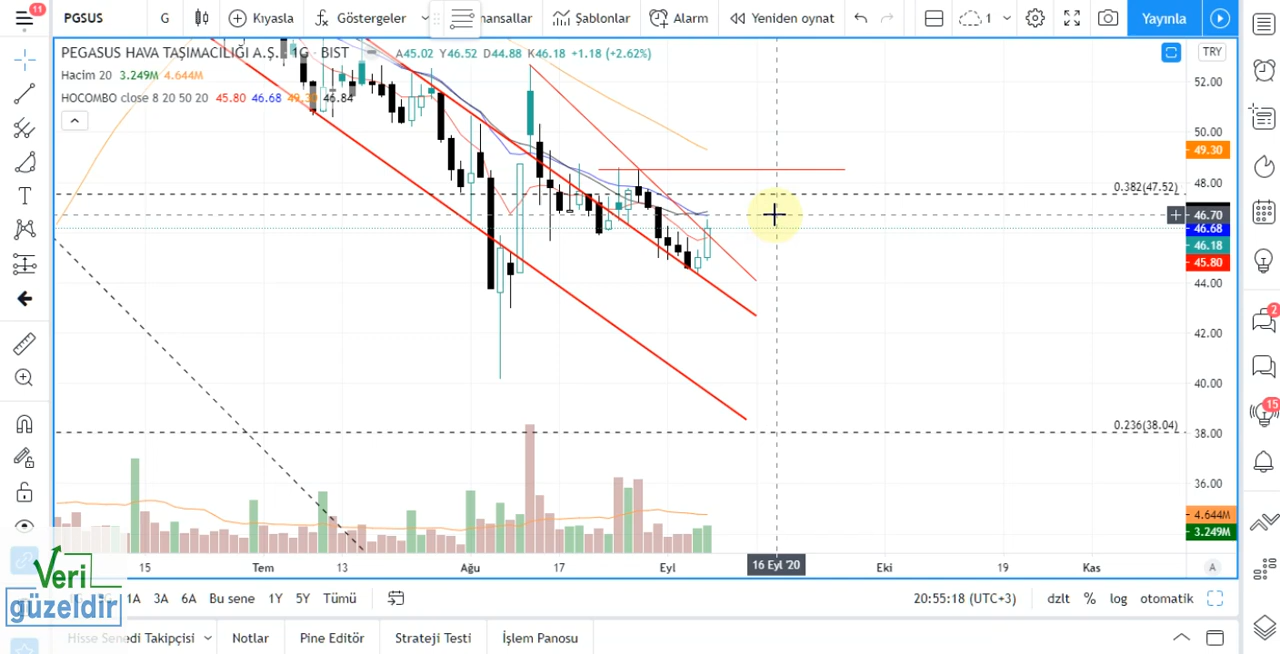 11
PGSUS
G
Kıyasla
Göstergeler
nansallar
Şablonlar
Alarm
Yeniden oynat
1
Yayınla
PEGASUS HAVA TAŞIMACILIĞI A.Ş. 1G BIST A45.02 Y46.52 D44.88 K46.18 +1.18 (+2.62%)
TRY
Hacim 20 3.249M 4.644M
HOCOMBO close 8 20 50 20 45.80 46.68 46.84
52.00
50.00
49.30
48.00
0.382(47.52)
46.70
46.68
46.18
45.80
44.00
42.00
40.00
0.236(38.04)
38.00
36.00
4.644M
3.249M
2
15
15
Tem
13
Ağu
17
Eyl
16 Eyl '20
Eki
19
Kas
A
Veri
güzeldir
1A
3A
6A
Bu sene
1Y
5Y
Tümü
20:55:18 (UTC+3)
dzlt
%
log
otomatik
Hisse Senedi Takipçisi
Notlar
Pine Editör
Strateji Testi
İşlem Panosu